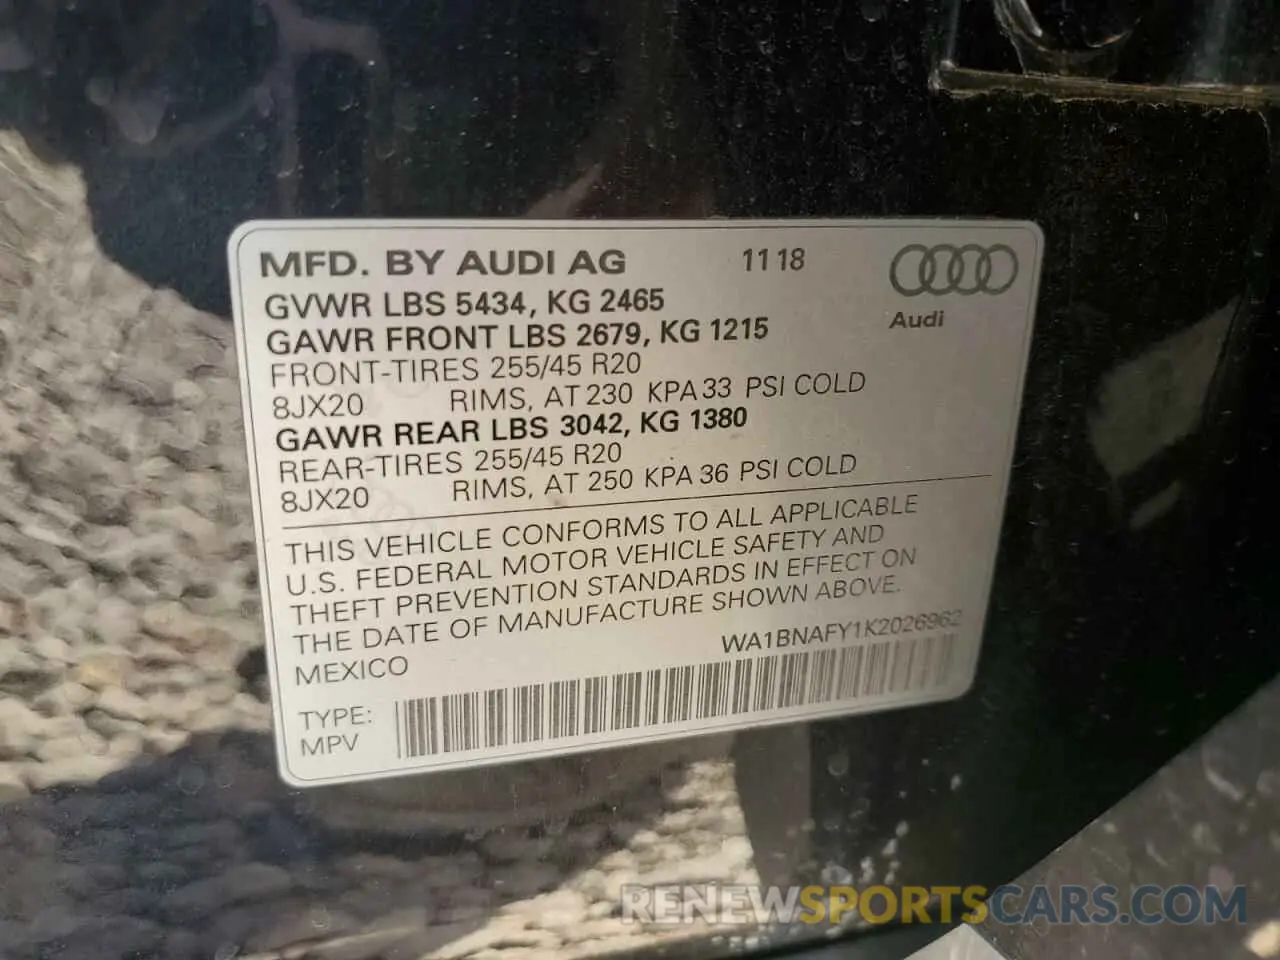 MFD. BY AUDI AG 11 18
Audi
GVWR LBS 5434, KG 2465
GAWR FRONT LBS 2679, KG 1215
FRONT-TIRES 255/45 R20
8JX20 RIMS, AT 230 KPA 33 PSI COLD
GAWR REAR LBS 3042, KG 1380
REAR-TIRES 255/45 R20
8JX20 RIMS, AT 250 KPA 36 PSI COLD
THIS VEHICLE CONFORMS TO ALL APPLICABLE
U.S. FEDERAL MOTOR VEHICLE SAFETY AND
THEFT PREVENTION STANDARDS IN EFFECT ON
THE DATE OF MANUFACTURE SHOWN ABOVE.
MEXICO WA1BNAFY1K2026962
TYPE:
MPV
RENEWSPORTSCARS.COM